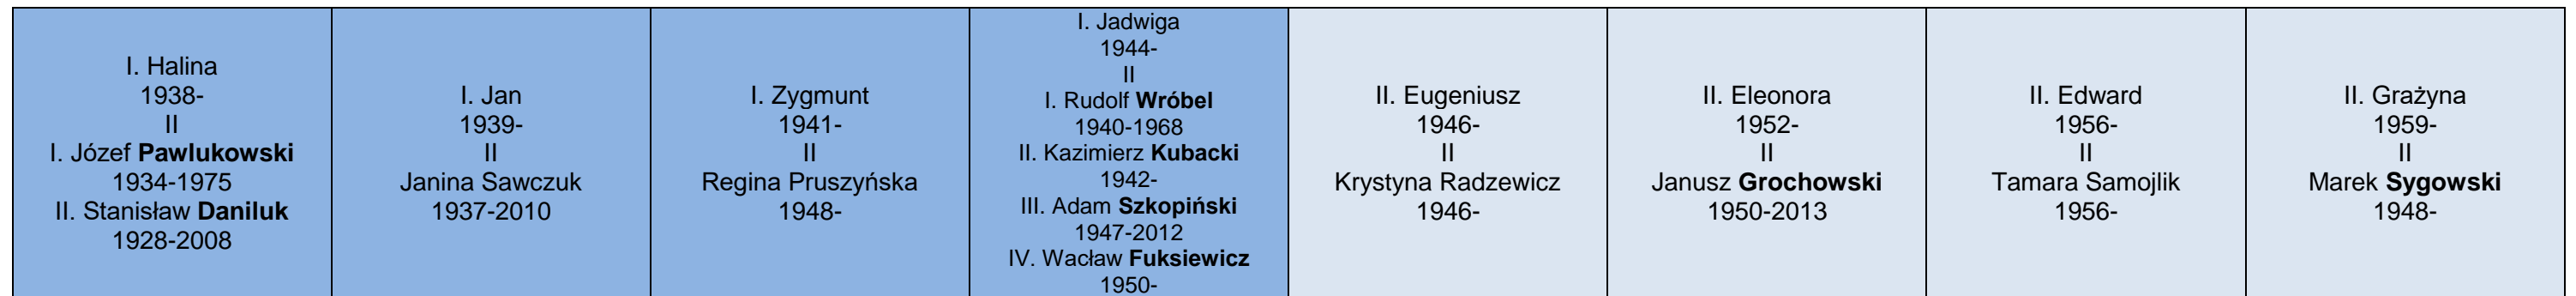 I. Halina
1938-
II
I. Józef Pawlukowski
1934-1975
II. Stanisław Daniluk
1928-2008
I. Jan
1939-
II
Janina Sawczuk
1937-2010
I. Zygmunt
1941-
II
Regina Pruszyńska
1948-
I. Jadwiga
1944-
II
I. Rudolf Wróbel
1940-1968
II. Kazimierz Kubacki
1942-
III. Adam Szkopiński
1947-2012
IV. Wacław Fuksiewicz
1950-
II. Eugeniusz
1946-
II
Krystyna Radzewicz
1946-
II. Eleonora
1952-
II
Janusz Grochowski
1950-2013
II. Edward
1956-
II
Tamara Samojlik
1956-
II. Grażyna
1959-
II
Marek Sygowski
1948-